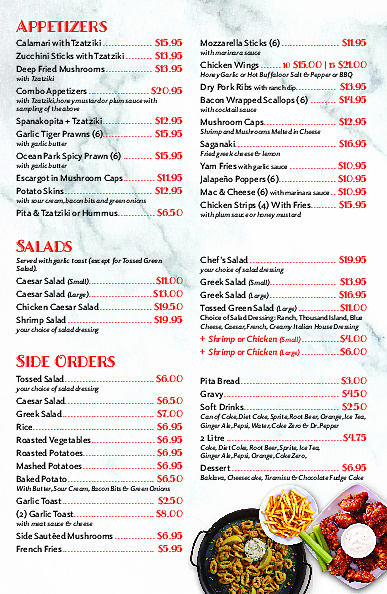 APPETIZERS
Calamari with Tzatziki $15.95
Zucchini Sticks with Tzatziki $13.95
Deep Fried Mushrooms $13.95
with Tzatziki
Combo Appetizers $20.95
with Tzatziki, honey mustard or plum sauce with
sampling of the above
Spanakopita + Tzatziki $12.95
Garlic Tiger Prawns (6) $15.95
with garlic butter
Ocean Park Spicy Prawn (6) $15.95
with garlic butter
Escargot in Mushroom Caps $11.95
Potato Skins $12.95
with sour cream, bacon bits and green onions
Pita & Tzatziki or Hummus $6.50
Mozzarella Sticks (6) $11.95
with marinara sauce
Chicken Wings 10 $15.00 | 15 $21.00
Honey Garlic or Hot Buffalo or Salt & Pepper or BBQ
Dry Pork Ribs with ranch dip $13.95
Bacon Wrapped Scallops (6) $14.95
with cocktail sauce
Mushroom Caps $12.95
Shrimp and Mushrooms Melted in Cheese
Saganaki $16.95
Fried greek cheese & lemon
Yam Fries with garlic sauce $10.95
Jalapeño Poppers (6) $10.95
Mac & Cheese (6) with marinara sauce $10.95
Chicken Strips (4) With Fries $15.95
with plum sauce or honey mustard
SALADS
Served with garlic toast (except for Tossed Green
Salad).
Caesar Salad (Small) $11.00
Caesar Salad (Large) $13.00
Chicken Caesar Salad $19.50
Shrimp Salad $19.95
your choice of salad dressing
Chef's Salad $19.95
your choice of salad dressing
Greek Salad (Small) $13.95
Greek Salad (Large) $16.95
Tossed Green Salad (Large) $11.00
Choice of Salad Dressing: Ranch, Thousand Island, Blue
Cheese, Caesar, French, Creamy Italian House Dressing
+ Shrimp or Chicken (Small) $4.00
+ Shrimp or Chicken (Large) $6.00
SIDE ORDERS
Tossed Salad $6.00
your choice of salad dressing
Caesar Salad $6.50
Greek Salad $7.00
Rice $6.95
Roasted Vegetables $6.95
Roasted Potatoes $6.95
Mashed Potatoes $6.95
Baked Potato $6.50
With Butter, Sour Cream, Bacon Bits & Green Onions
Garlic Toast $2.50
(2) Garlic Toast $8.00
with meat sauce & cheese
Side Sautéed Mushrooms $6.95
French Fries $5.95
Pita Bread $3.00
Gravy $4.50
Soft Drinks $2.50
Can of Coke, Diet Coke, Sprite, Root Beer, Orange, Ice Tea,
Ginger Ale, Pepsi, Water, Coke Zero & Dr. Pepper
2 Litre $4.75
Coke, Diet Coke, Root Beer, Sprite, Ice Tea,
Ginger Ale, Pepsi, Orange, Coke Zero,
Dessert $6.95
Baklava, Cheesecake, Tiramisu & Chocolate Fudge Cake